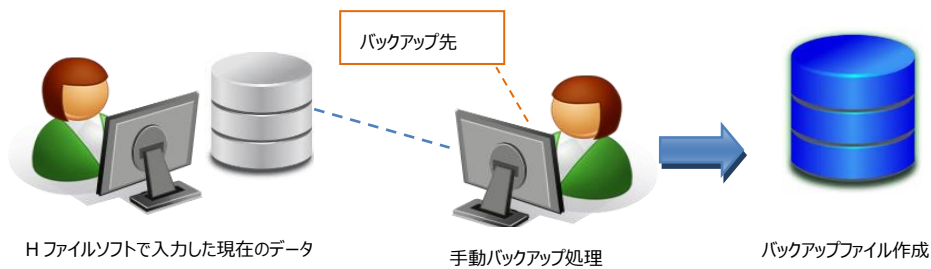 バックアップ先
Hファイルソフトで入力した現在のデータ
手動バックアップ処理
バックアップファイル作成